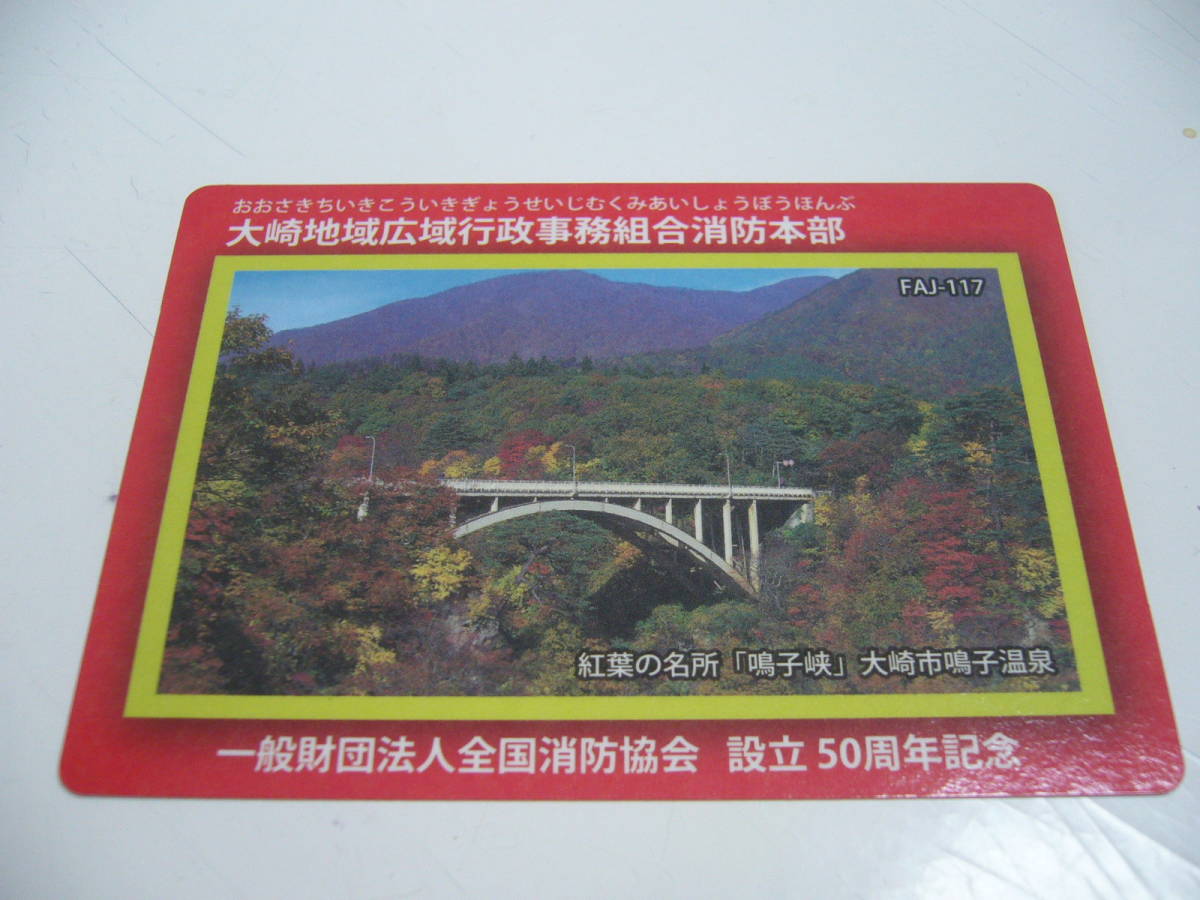 おおさきちいきこういきぎょうせいじむくみあいしょうぼうほんぶ
大崎地域広域行政事務組合消防本部
FAJ-117
紅葉の名所「鳴子峡」大崎市鳴子温泉
一般財団法人全国消防協会 設立50周年記念